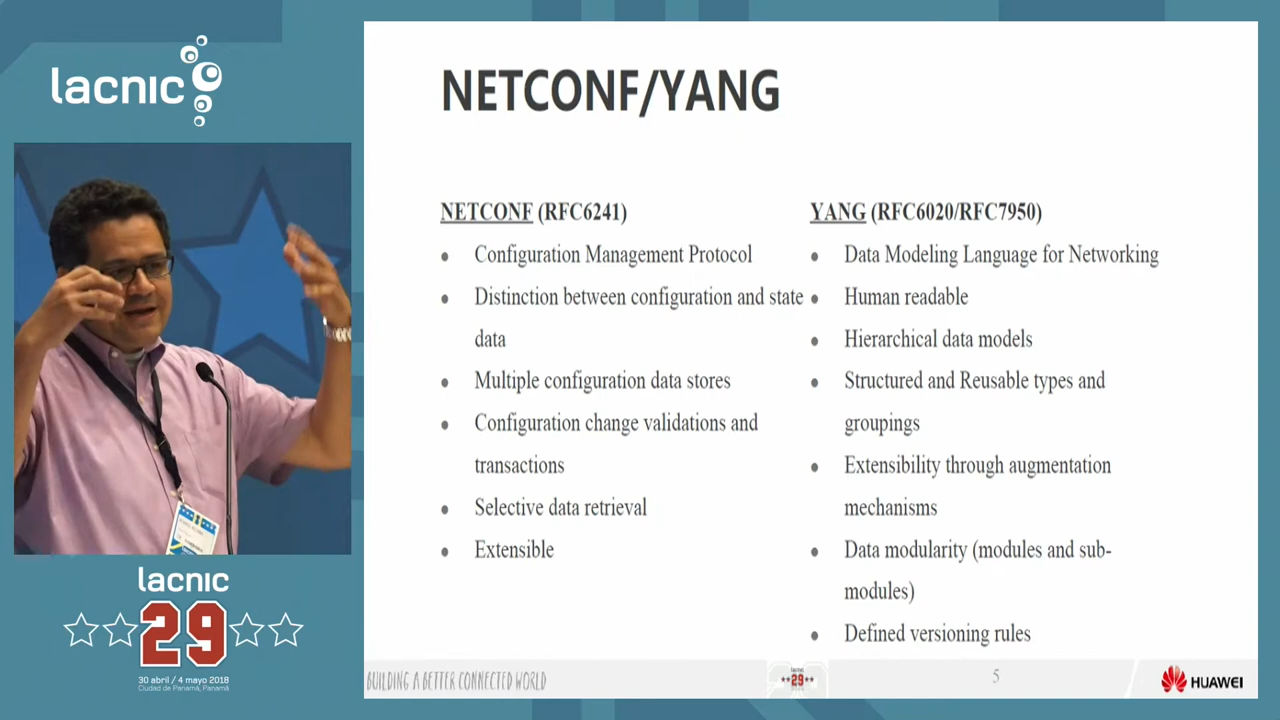 lacnic
NETCONF/YANG
NETCONF (RFC6241)
• Configuration Management Protocol
• Distinction between configuration and state
data
• Multiple configuration data stores
• Configuration change validations and
transactions
• Selective data retrieval
• Extensible
YANG (RFC6020/RFC7950)
• Data Modeling Language for Networking
• Human readable
• Hierarchical data models
• Structured and Reusable types and
groupings
• Extensibility through augmentation
mechanisms
• Data modularity (modules and sub-
modules)
• Defined versioning rules
lacnic
29
30 abril / 4 mayo 2018
Ciudad de Panamá, Panamá
BUILDING A BETTER CONNECTED WORLD
lacnic
29
5
HUAWEI